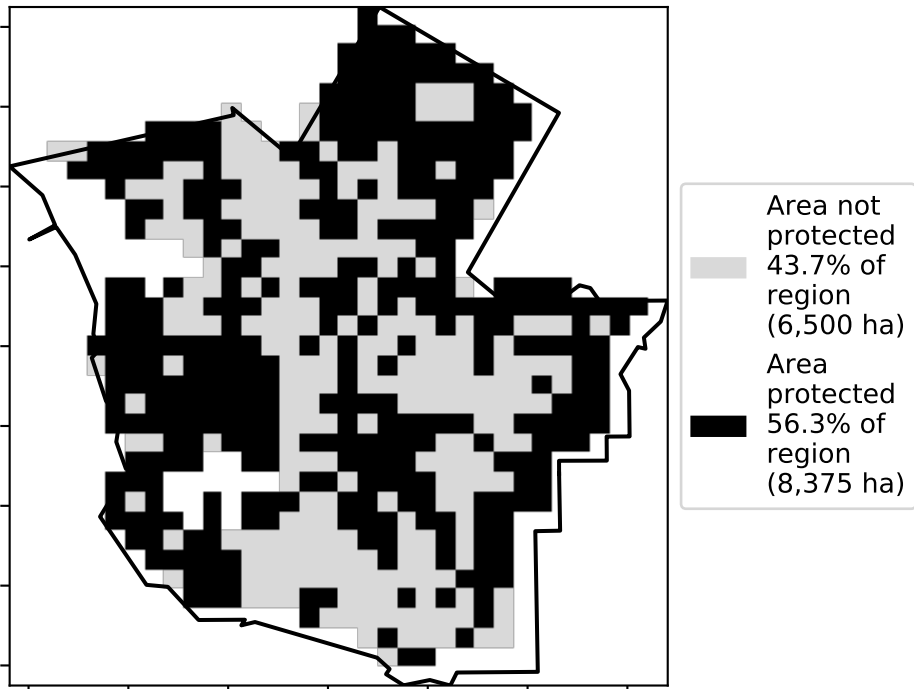 Area not
protected
43.7% of
region
(6,500 ha)
Area
protected
56.3% of
region
(8,375 ha)